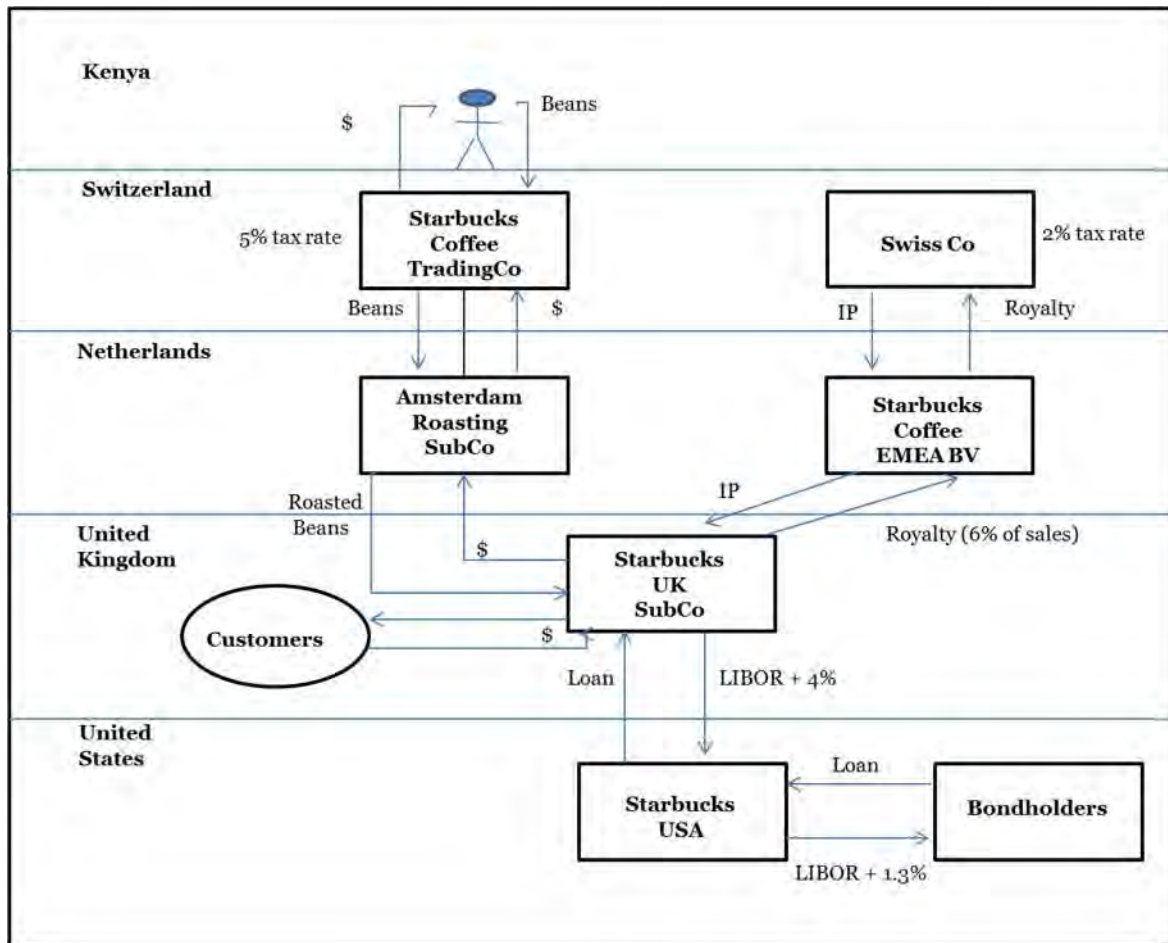 Kenya
$
Beans
Switzerland
5% tax rate
Starbucks
Coffee
TradingCo
Swiss Co
2% tax rate
Beans
$
IP
Royalty
Netherlands
Amsterdam
Roasting
SubCo
Starbucks
Coffee
EMEA BV
Roasted
Beans
IP
Royalty (6% of sales)
United
Kingdom
$
Starbucks
UK
SubCo
Customers
$
Loan
LIBOR + 4%
United
States
Starbucks
USA
Loan
Bondholders
LIBOR + 1.3%